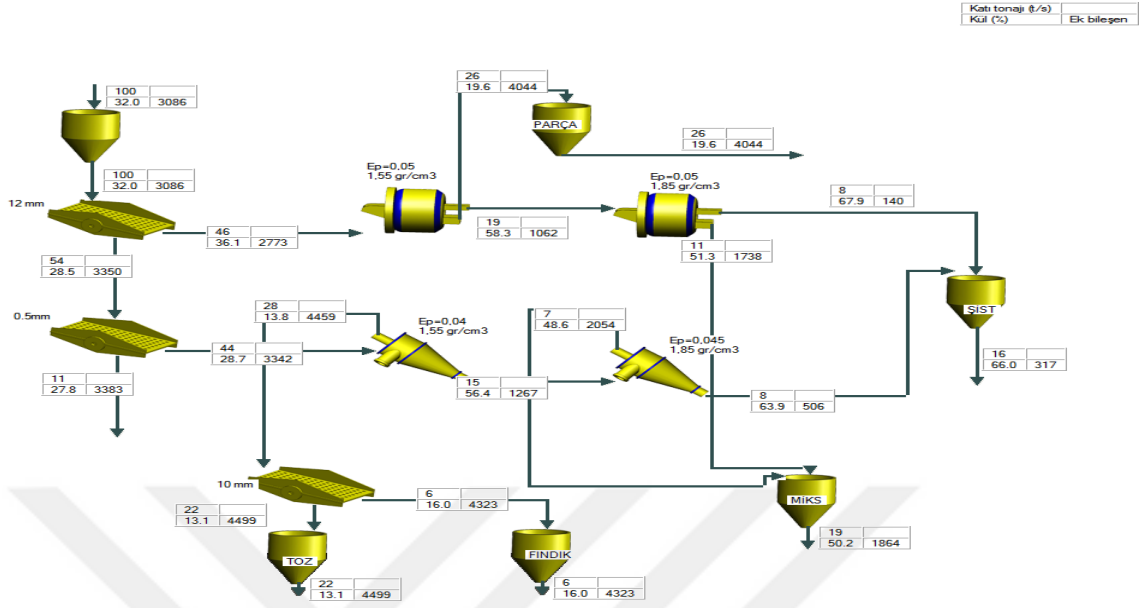 Katı tonajı (t/s)
Kül (%) Ek bileşen
100
32.0 3086
26
19.6 4044
PARÇA
26
19.6 4044
Ep=0,05
1,55 gr/cm3
Ep=0,05
1,85 gr/cm3
100
32.0 3086
8
67.9 140
12 mm
19
58.3 1062
46
36.1 2773
11
51.3 1738
54
28.5 3350
28
13.8 4459
7
48.6 2054
ŞIST
0.5mm
Ep=0,04
1,55 gr/cm3
Ep=0,045
1,85 gr/cm3
44
28.7 3342
16
66.0 317
11
27.8 3383
15
56.4 1267
8
63.9 506
10 mm
6
16.0 4323
MiKS
22
13.1 4499
19
50.2 1864
TOZ
FINDIK
22
13.1 4499
6
16.0 4323